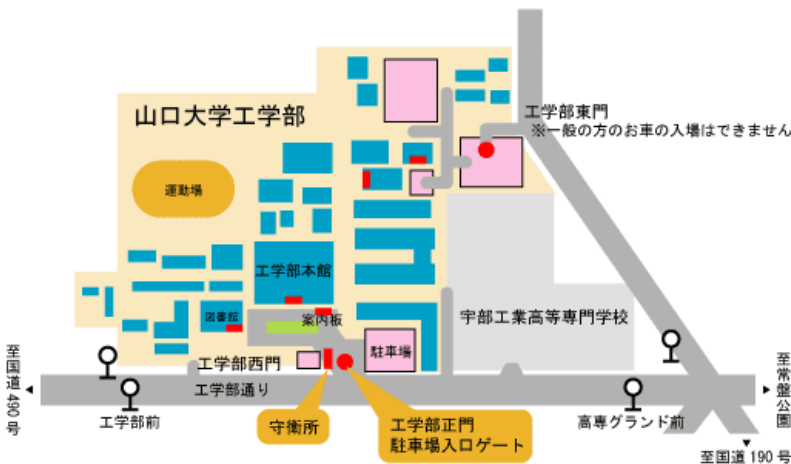 山口大学工学部
工学部東門
※一般の方のお車の入場はできません
運動場
工学部本館
図書館
案内板
宇部工業高等専門学校
駐車場
工学部西門
工学部通り
至国道490号
至常盤公園
工学部前
守衛所
工学部正門
駐車場入口ゲート
高専グランド前
至国道190号